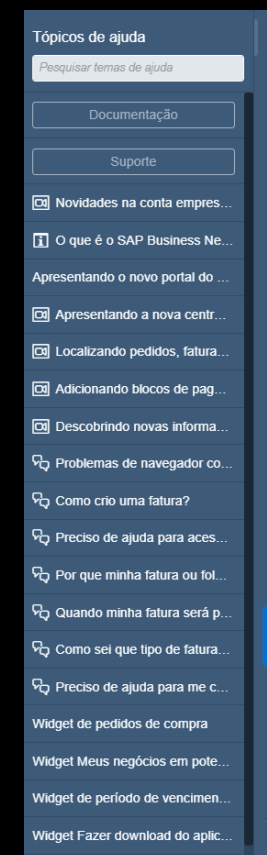 Tópicos de ajuda
Pesquisar temas de ajuda
Documentação
Suporte
Novidades na conta empres...
O que é o SAP Business Ne...
Apresentando o novo portal do ...
Apresentando a nova centr...
Localizando pedidos, fatura...
Adicionando blocos de pag...
Descobrindo novas informa...
Problemas de navegador co...
Como crio uma fatura?
Preciso de ajuda para aces...
Por que minha fatura ou fol...
Quando minha fatura será p...
Como sei que tipo de fatura...
Preciso de ajuda para me c...
Widget de pedidos de compra
Widget Meus negócios em pote...
Widget de período de vencimen...
Widget Fazer download do aplic...